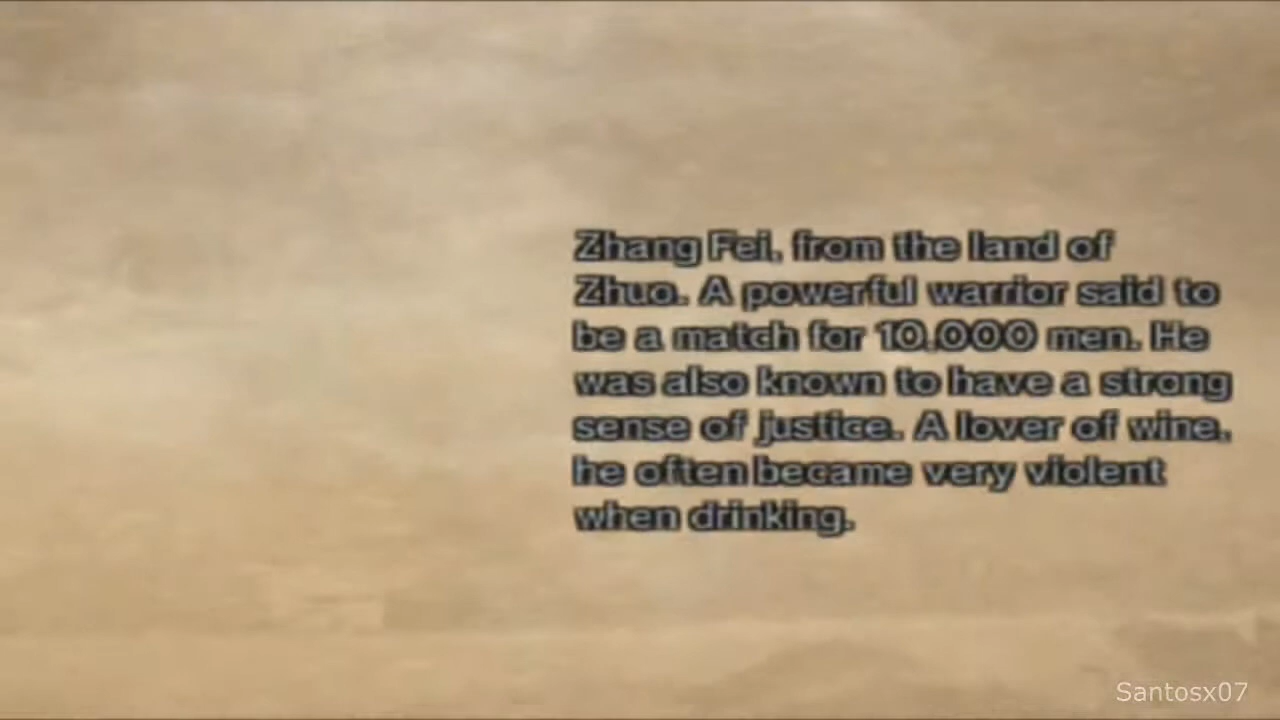 Zhang Fei, from the land of
Zhuo. A powerful warrior said to
be a match for 10,000 men. He
was also known to have a strong
sense of justice. A lover of wine,
he often became very violent
when drinking.
Santosx07